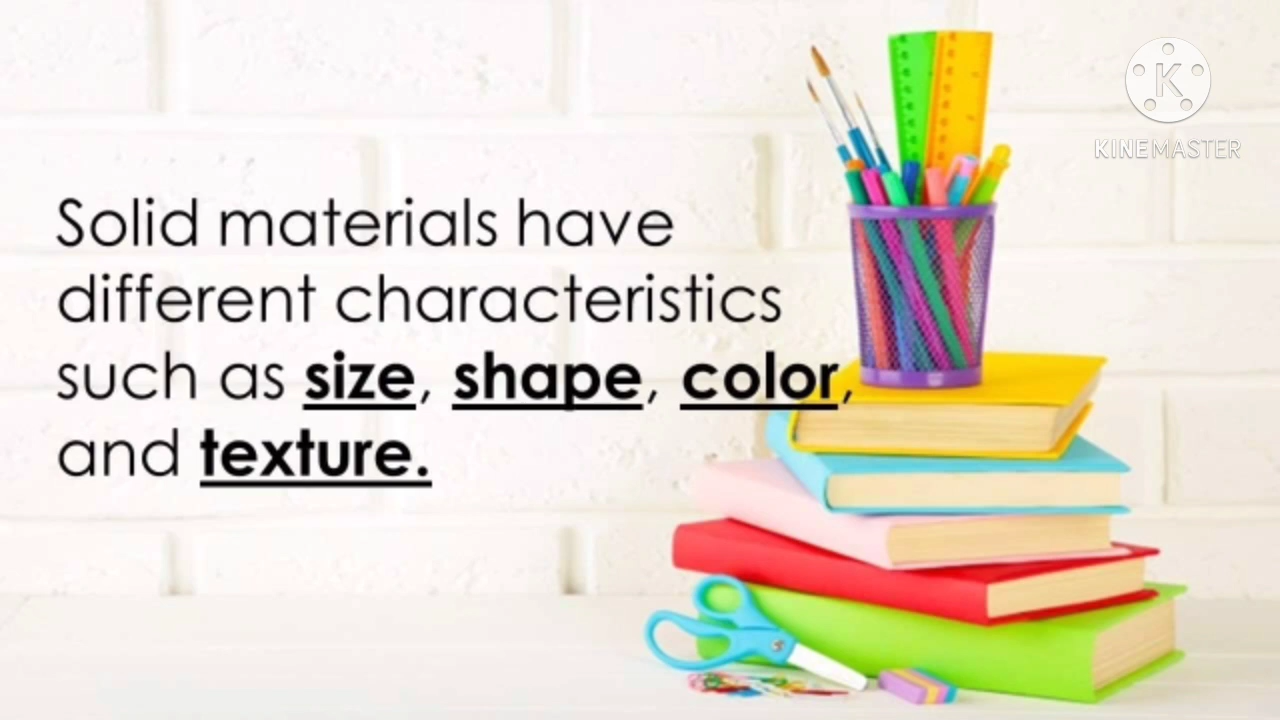 K
KINEMASTER
Solid materials have
different characteristics
such as size, shape, color,
and texture.